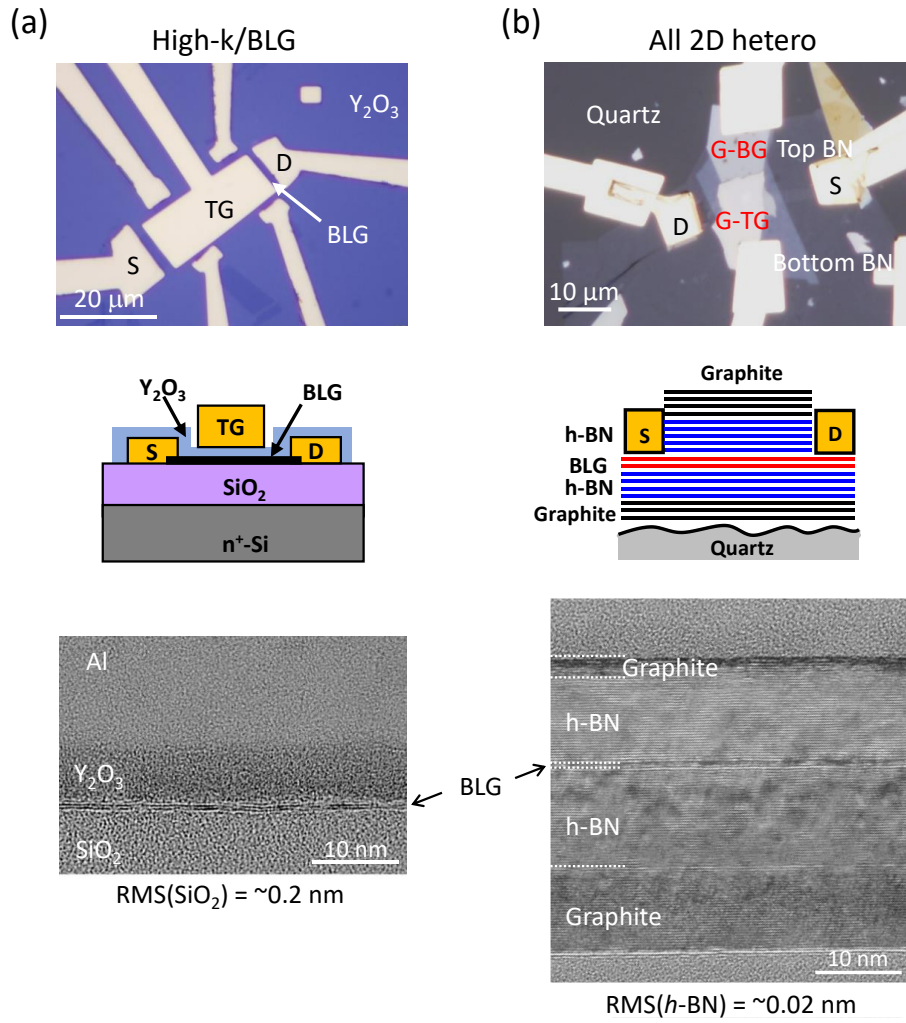 (a)
High-k/BLG
Y₂O₃
D
TG
BLG
S
20 μm
Y₂O₃
BLG
TG
S
D
SiO₂
n⁺-Si
Al
Y₂O₃
SiO₂
10 nm
RMS(SiO₂) = ~0.2 nm
BLG
(b)
All 2D hetero
Quartz
G-BG
Top BN
S
D
G-TG
Bottom BN
10 μm
Graphite
h-BN
S
D
BLG
h-BN
Graphite
Quartz
Graphite
h-BN
h-BN
Graphite
10 nm
RMS(h-BN) = ~0.02 nm